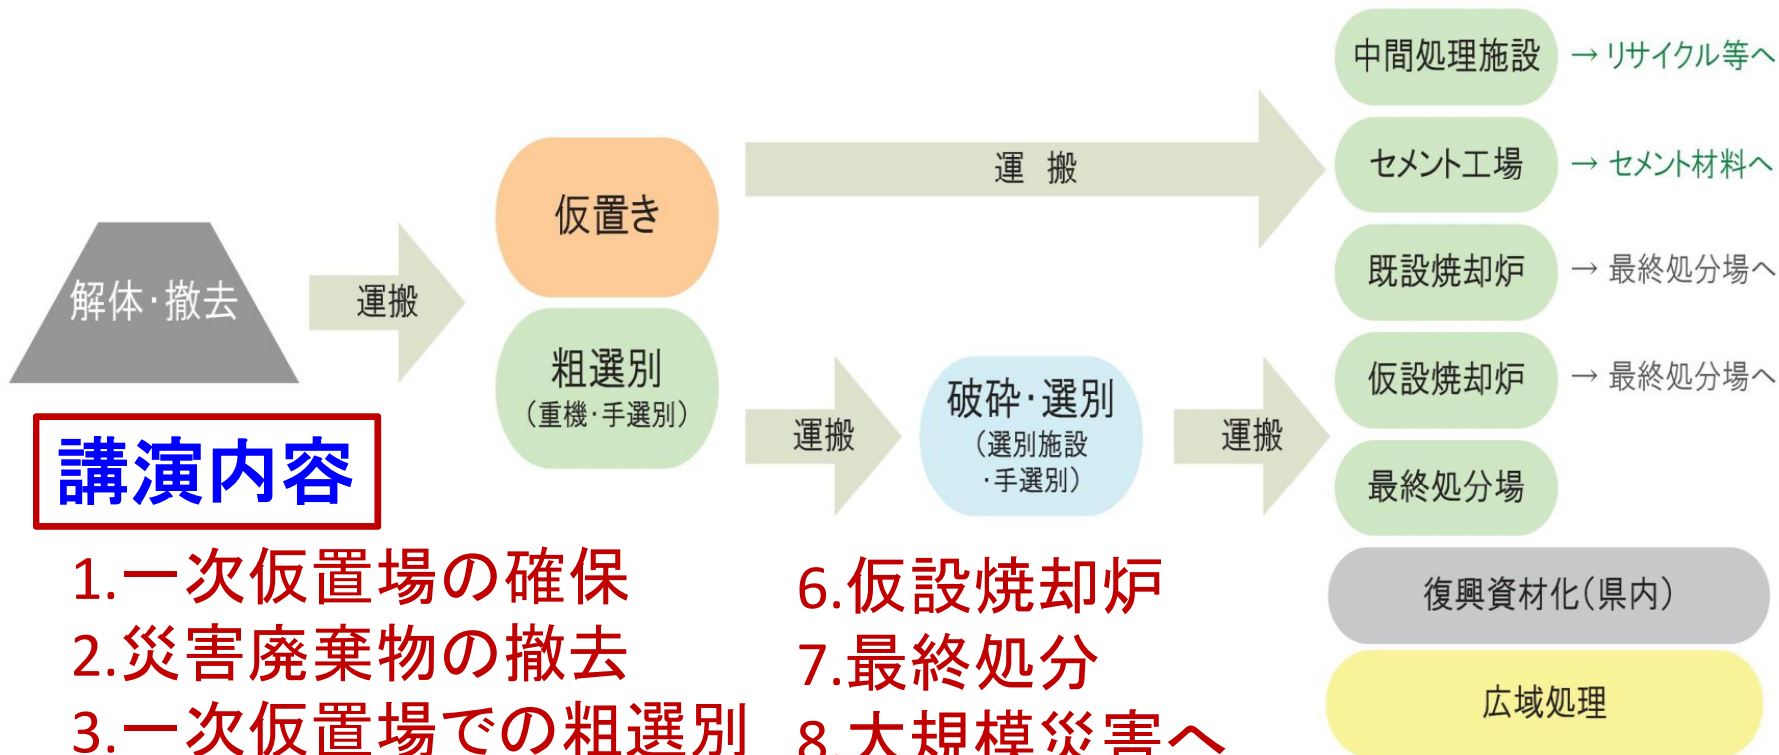 解体・撤去
運搬
仮置き
粗選別
（重機・手選別）
運搬
運搬
破砕・選別
（選別施設
・手選別）
運搬
中間処理施設 → リサイクル等へ
セメント工場 → セメント材料へ
既設焼却炉 → 最終処分場へ
仮設焼却炉 → 最終処分場へ
最終処分場
復興資材化（県内）
広域処理
講演内容
1.一次仮置場の確保
2.災害廃棄物の撤去
3.一次仮置場での粗選別
6.仮設焼却炉
7.最終処分
8.大規模災害へ